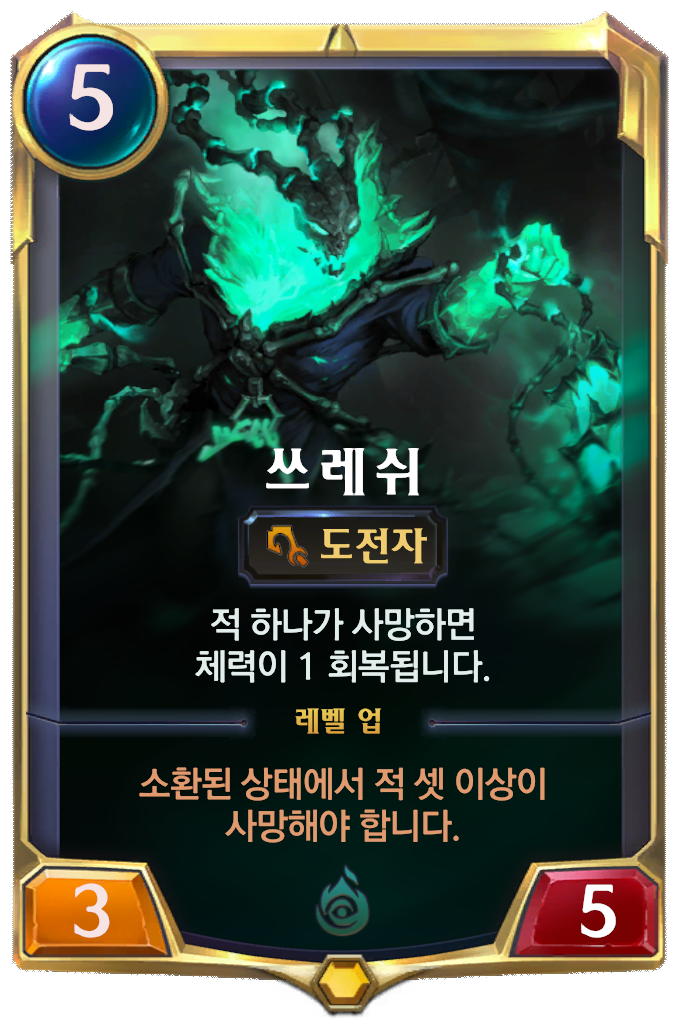 5
쓰레쉬
도전자
적 하나가 사망하면
체력이 1 회복됩니다.
레벨 업
소환된 상태에서 적 셋 이상이
사망해야 합니다.
3
5